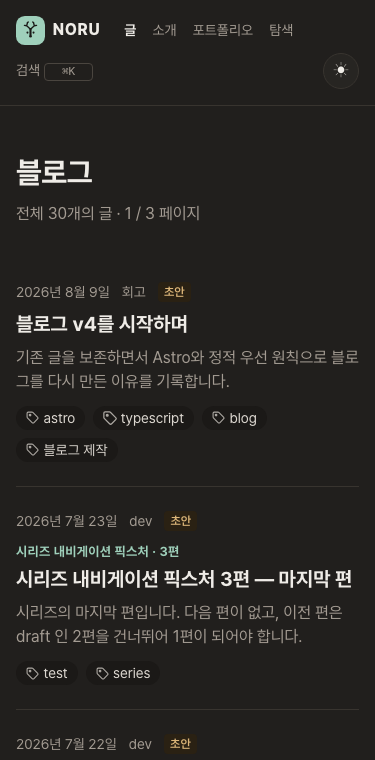 NORU 글 소개 포트폴리오 탐색
검색 ⌘K
블로그
전체 30개의 글 · 1 / 3 페이지
2026년 8월 9일 회고 초안
블로그 v4를 시작하며
기존 글을 보존하면서 Astro와 정적 우선 원칙으로 블로
그를 다시 만든 이유를 기록합니다.
astro typescript blog
블로그 제작
2026년 7월 23일 dev 초안
시리즈 내비게이션 픽스처 · 3편
시리즈 내비게이션 픽스처 3편 — 마지막 편
시리즈의 마지막 편입니다. 다음 편이 없고, 이전 편은
draft 인 2편을 건너뛰어 1편이 되어야 합니다.
test series
2026년 7월 22일 dev 초안